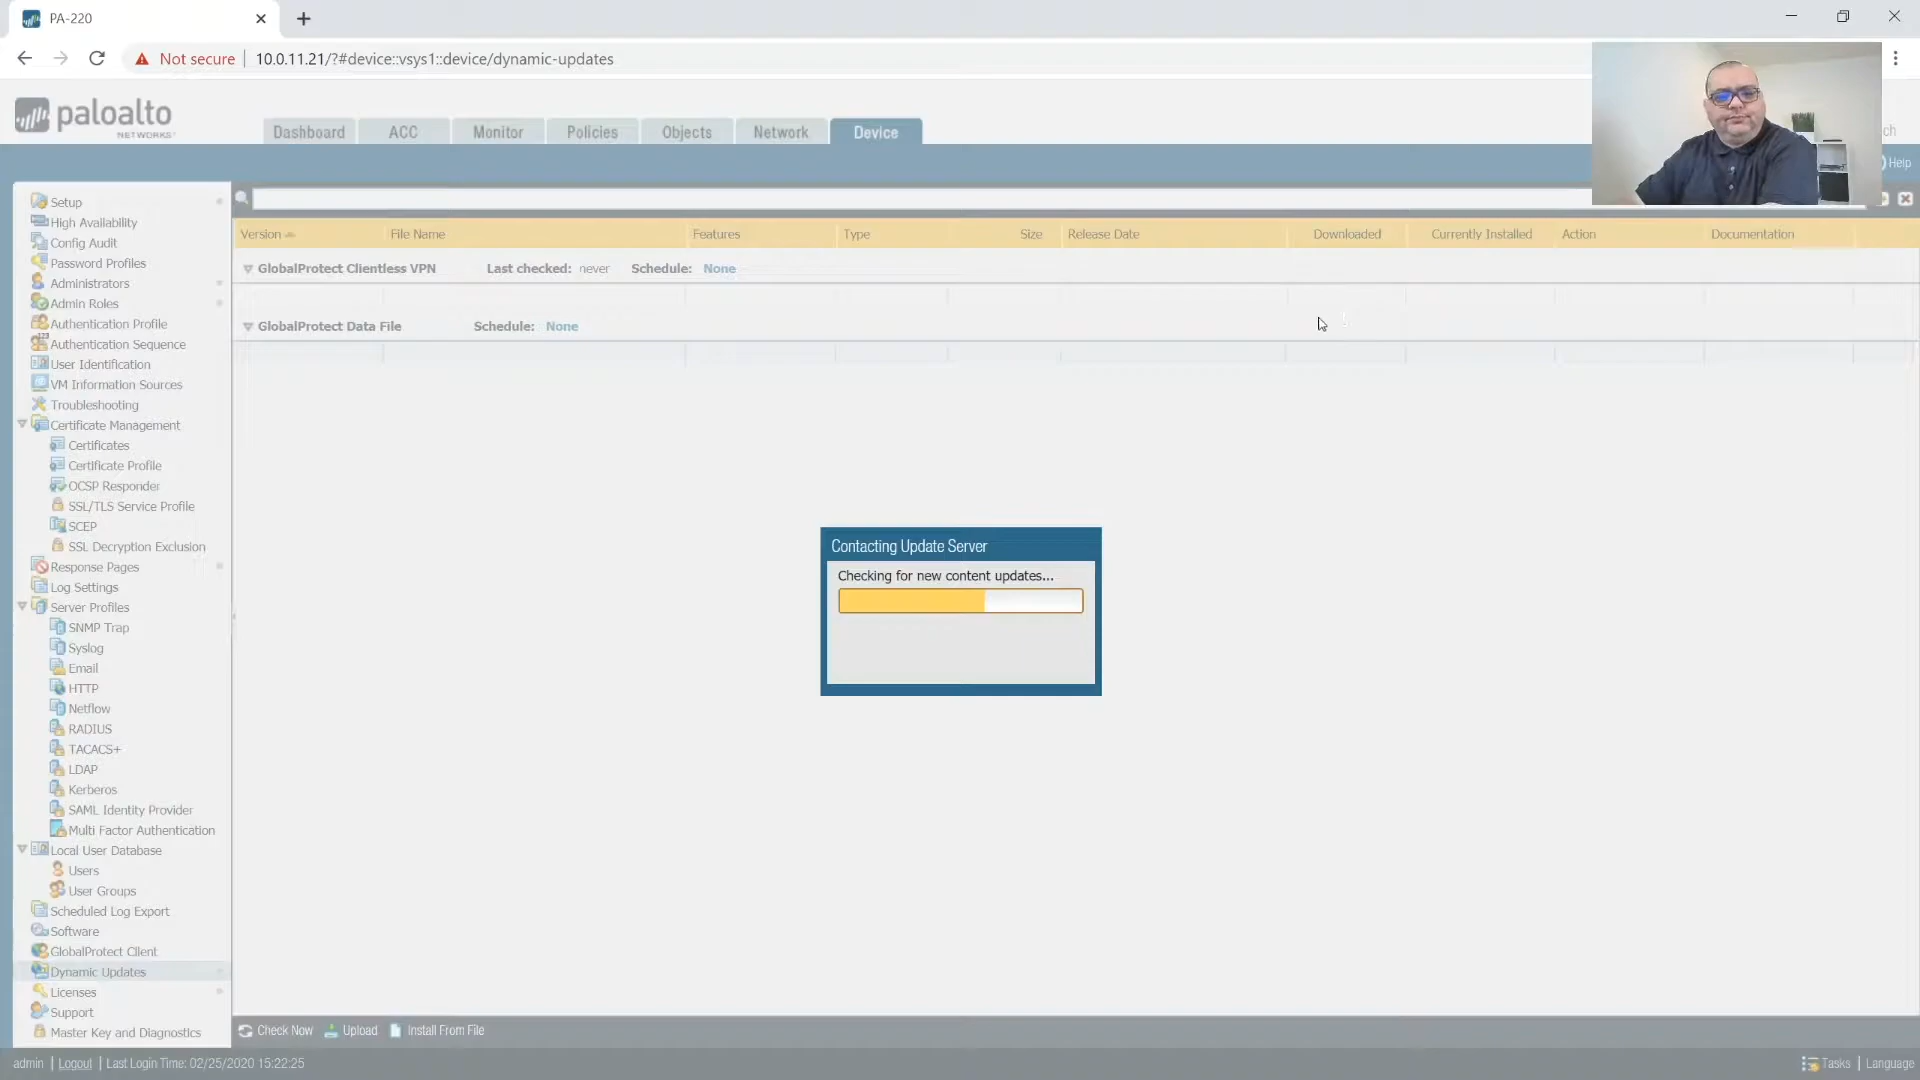 PA-220
Not secure
10.0.11.21/?#device::vsys1::device/dynamic-updates
paloalto
NETWORKS
Dashboard
ACC
Monitor
Policies
Objects
Network
Device
Help
Setup
High Availability
Config Audit
Password Profiles
Administrators
Admin Roles
Authentication Profile
Authentication Sequence
User Identification
VM Information Sources
Troubleshooting
Certificate Management
Certificates
Certificate Profile
OCSP Responder
SSL/TLS Service Profile
SCEP
SSL Decryption Exclusion
Response Pages
Log Settings
Server Profiles
SNMP Trap
Syslog
Email
HTTP
Netflow
RADIUS
TACACS+
LDAP
Kerberos
SAML Identity Provider
Multi Factor Authentication
Local User Database
Users
User Groups
Scheduled Log Export
Software
GlobalProtect Client
Dynamic Updates
Licenses
Support
Master Key and Diagnostics
Version File Name Features Type Size Release Date Downloaded Currently Installed Action Documentation
GlobalProtect Clientless VPN Last checked: never Schedule: None
GlobalProtect Data File Schedule: None
Contacting Update Server
Checking for new content updates...
Check Now Upload Install From File
admin | Logout | Last Login Time: 02/25/2020 15:22:25
Tasks | Language